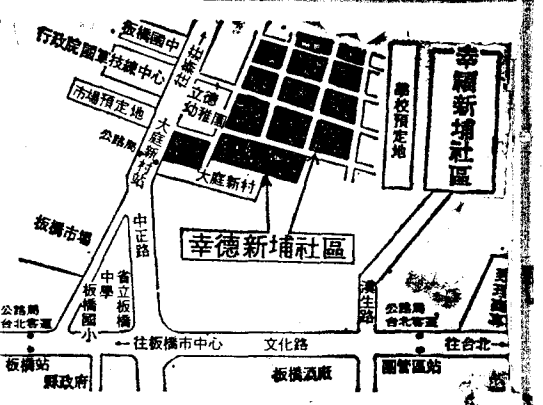 板橋國中
行政院國軍技練中心
市場預定地
公路局
大庭新村站
立德
幼稚園
大庭新村
學校預定地
幸福新埔社區
幸德新埔社區
板橋市場
中正路
省立板橋
中學
板橋國小
公路局
台北客運
板橋站
縣政府
←往板橋市中心
文化路
板橋酒廠
漢生路
公路局
台北客運
團管區站
往台北→